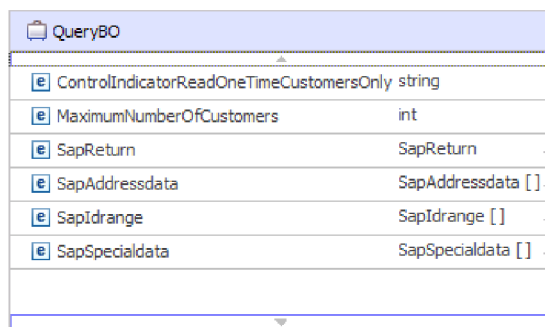 QueryBO
ControlIndicatorReadOneTimeCustomersOnly string
MaximumNumberOfCustomers int
SapReturn SapReturn
SapAddressdata SapAddressdata []
SapIdrange SapIdrange []
SapSpecialdata SapSpecialdata []